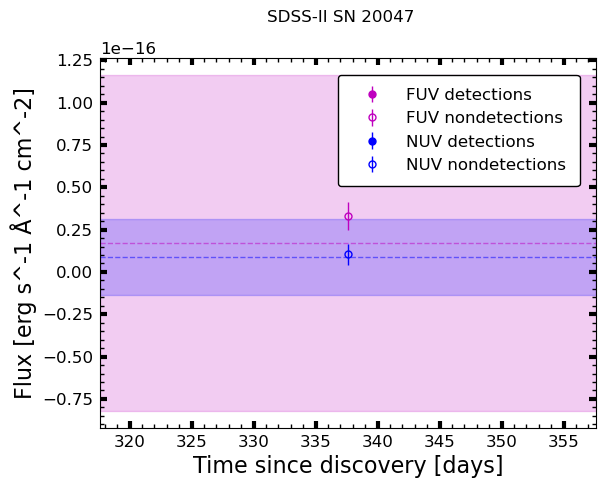 SDSS-II SN 20047
1e−16
1.25
1.00
0.75
0.50
0.25
0.00
−0.25
−0.50
−0.75
Flux [erg s^-1 Å^-1 cm^-2]
FUV detections
FUV nondetections
NUV detections
NUV nondetections
320 325 330 335 340 345 350 355
Time since discovery [days]